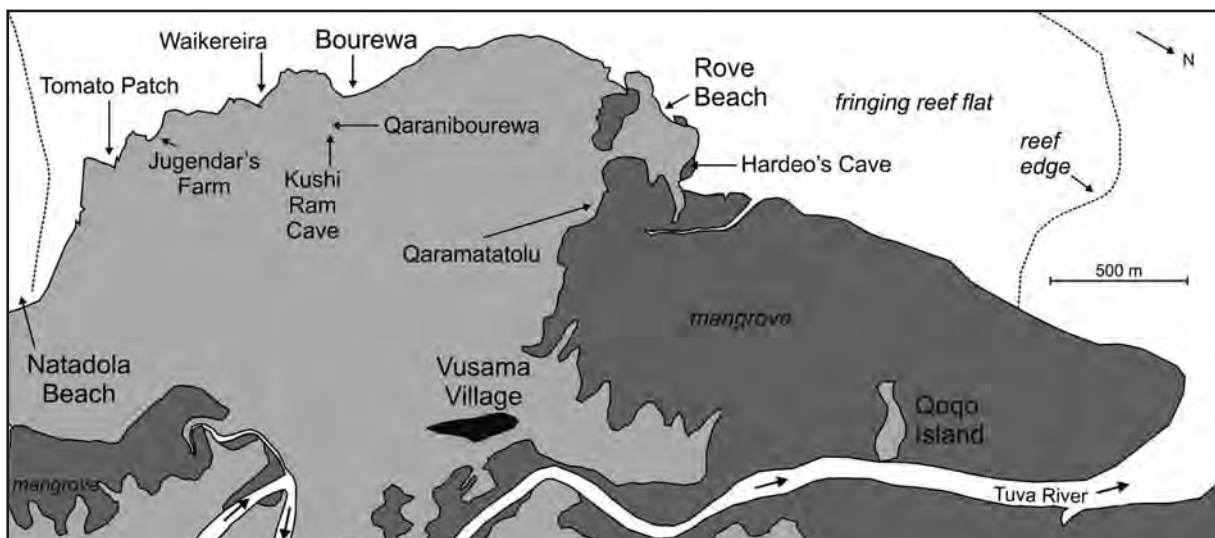 Waikereira
Bourewa
Tomato Patch
Rove
Beach
fringing reef flat
N
Qaranibourewa
Jugendar's
Farm
Kushi
Ram
Cave
Hardeo's Cave
reef
edge
Qaramatatolu
500 m
mangrove
Natadola
Beach
Vusama
Village
Qoqo
Island
mangrove
Tuva River